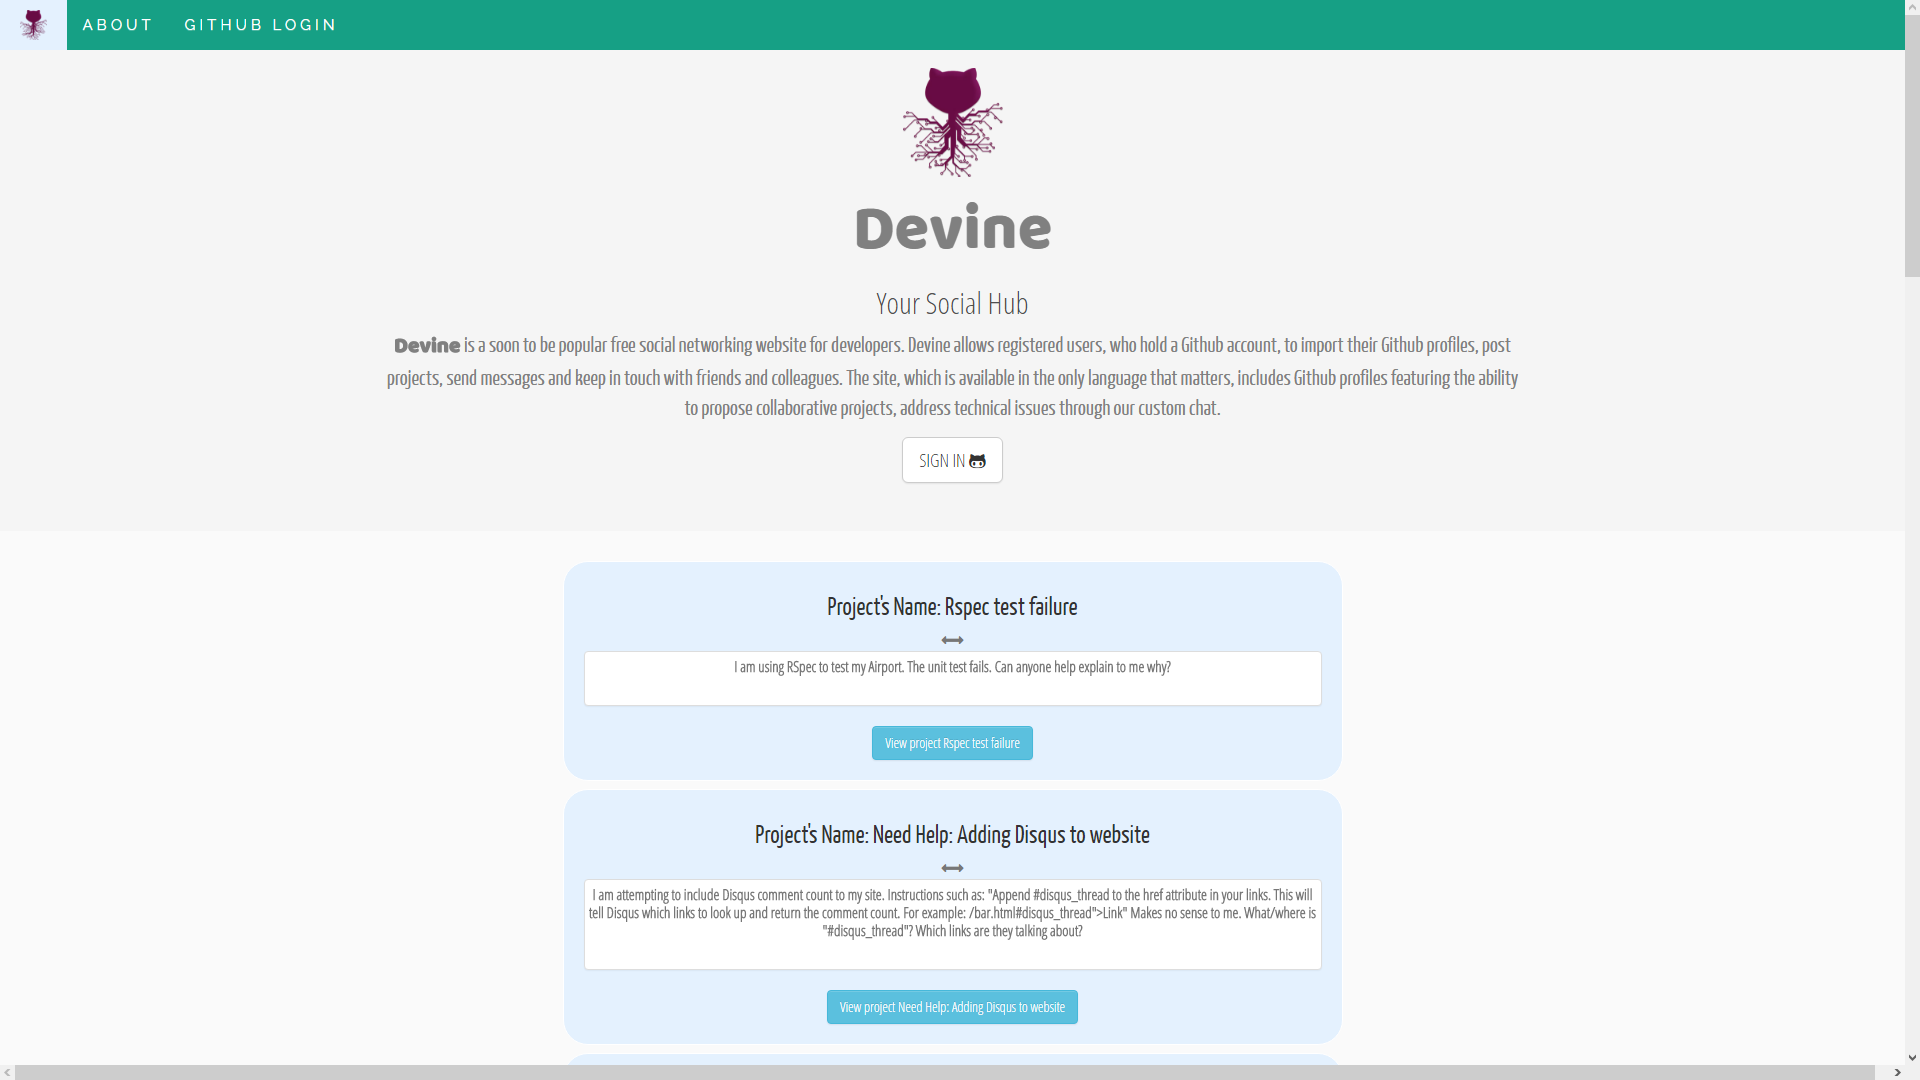 ABOUT GITHUB LOGIN
Devine
Your Social Hub
Devine is a soon to be popular free social networking website for developers. Devine allows registered users, who hold a Github account, to import their Github profiles, post
projects, send messages and keep in touch with friends and colleagues. The site, which is available in the only language that matters, includes Github profiles featuring the ability
to propose collaborative projects, address technical issues through our custom chat.
SIGN IN
Project's Name: Rspec test failure
I am using RSpec to test my Airport. The unit test fails. Can anyone help explain to me why?
View project Rspec test failure
Project's Name: Need Help: Adding Disqus to website
I am attempting to include Disqus comment count to my site. Instructions such as: "Append #disqus_thread to the href attribute in your links. This will
tell Disqus which links to look up and return the comment count. For example: /bar.html#disqus_thread">Link" Makes no sense to me. What/where is
"#disqus_thread"? Which links are they talking about?
View project Need Help: Adding Disqus to website